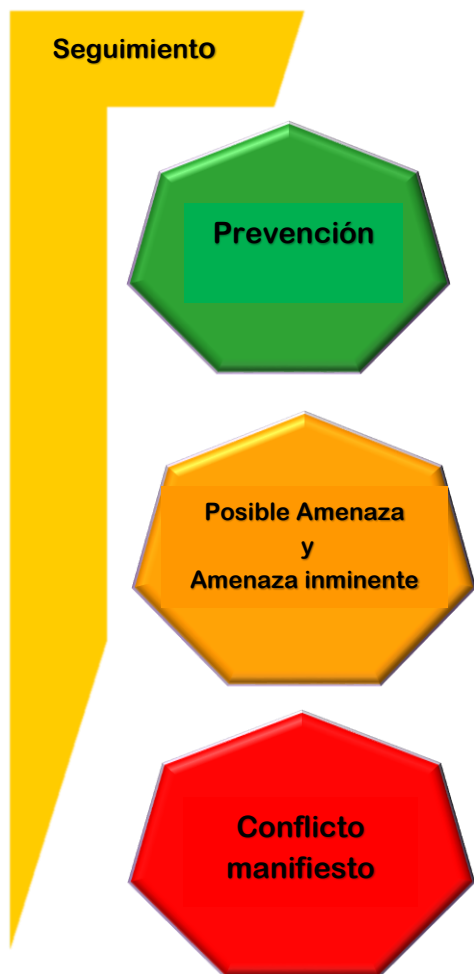 Seguimiento
Prevención
Posible Amenaza
y
Amenaza inminente
Conflicto
manifiesto